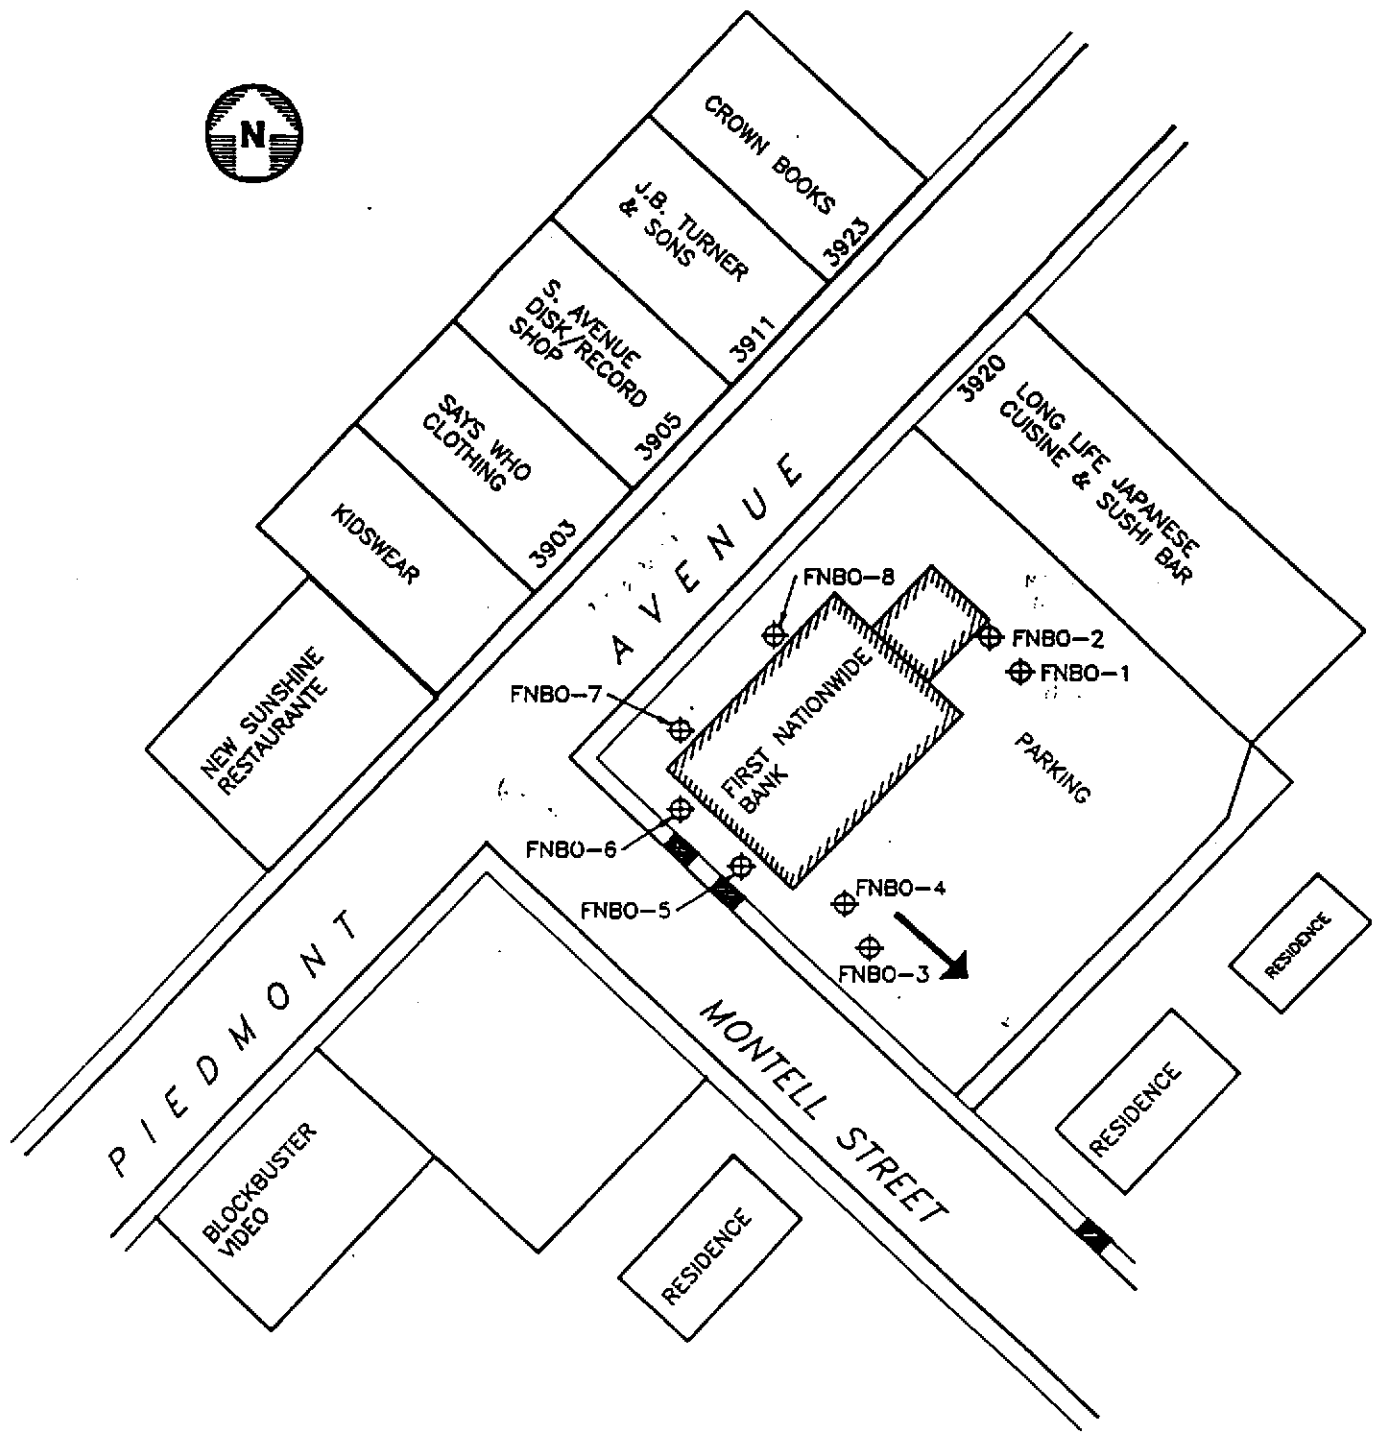 N
CROWN BOOKS
3923
J.B. TURNER
& SONS
3911
S. AVENUE
DISK/RECORD
SHOP
3905
SAYS WHO
CLOTHING
3903
KIDSWEAR
NEW SUNSHINE
RESTAURANTE
3920
LONG LIFE JAPANESE
CUISINE & SUSHI BAR
PIEDMONT AVENUE
FNBO-8
FNBO-2
FNBO-1
FNBO-7
FIRST NATIONWIDE
BANK
PARKING
FNBO-6
FNBO-5
FNBO-4
FNBO-3
MONTELL STREET
RESIDENCE
RESIDENCE
RESIDENCE
BLOCKBUSTER
VIDEO